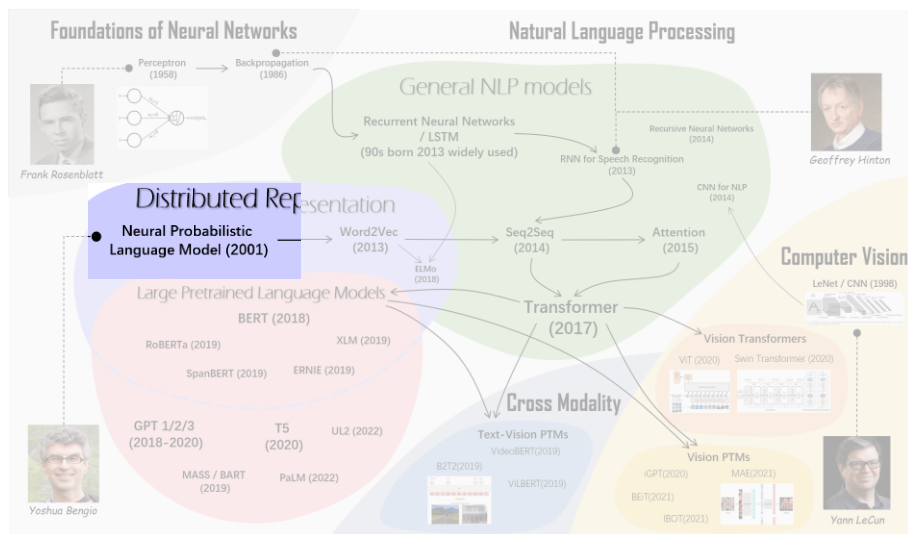 Foundations of Neural Networks
Natural Language Processing
Perceptron
(1958)
Backpropagation
(1986)
General NLP models
Recurrent Neural Networks
/ LSTM
(90s born 2013 widely used)
Recursive Neural Networks
(2014)
RNN for Speech Recognition
(2013)
Frank Rosenblatt
Geoffrey Hinton
CNN for NLP
(2014)
Distributed Representation
Neural Probabilistic
Language Model (2001)
Word2Vec
(2013)
Seq2Seq
(2014)
Attention
(2015)
ELMo
(2018)
Computer Vision
LeNet / CNN (1998)
Large Pretrained Language Models
Transformer
(2017)
BERT (2018)
RoBERTa (2019)
XLM (2019)
SpanBERT (2019)
ERNIE (2019)
Vision Transformers
ViT (2020)
Swin Transformer (2020)
Cross Modality
GPT 1/2/3
(2018-2020)
T5
(2020)
UL2 (2022)
MASS / BART
(2019)
PaLM (2022)
Text-Vision PTMs
VideoBERT(2019)
B2T2(2019)
ViLBERT(2019)
Vision PTMs
iGPT(2020)
MAE(2021)
BEiT(2021)
IBOT(2021)
Yoshua Bengio
Yann LeCun